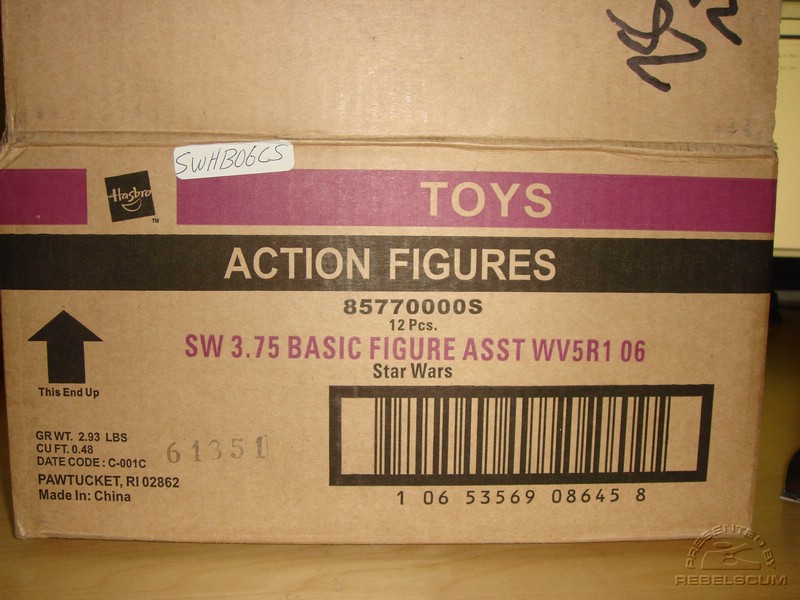 SWHB06CS
Hasbro
TM
TOYS
ACTION FIGURES
85770000S
12 Pcs.
SW 3.75 BASIC FIGURE ASST WV5R1 06
Star Wars
This End Up
GR WT. 2.93 LBS
CU FT. 0.48
DATE CODE : C-001C
61351
PAWTUCKET, RI 02862
Made In: China
1 06 53569 08645 8
PRESENTED BY
REBELSCUM